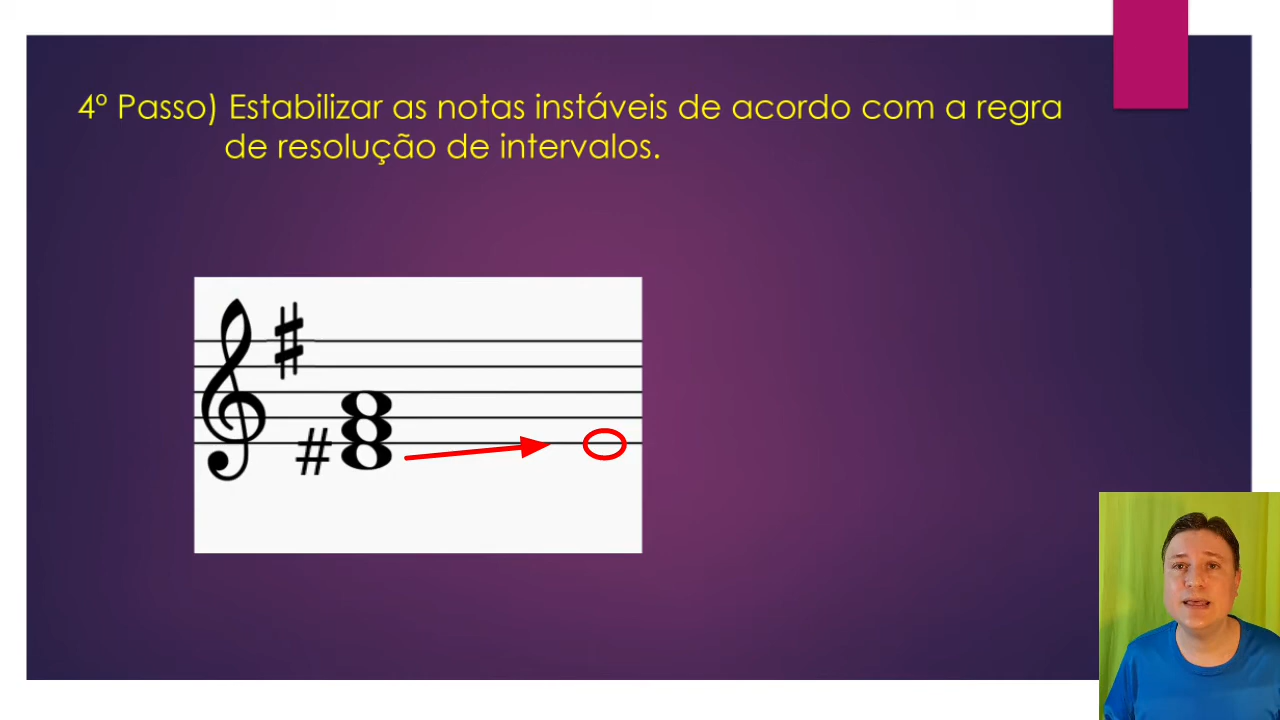 4º Passo) Estabilizar as notas instáveis de acordo com a regra
de resolução de intervalos.